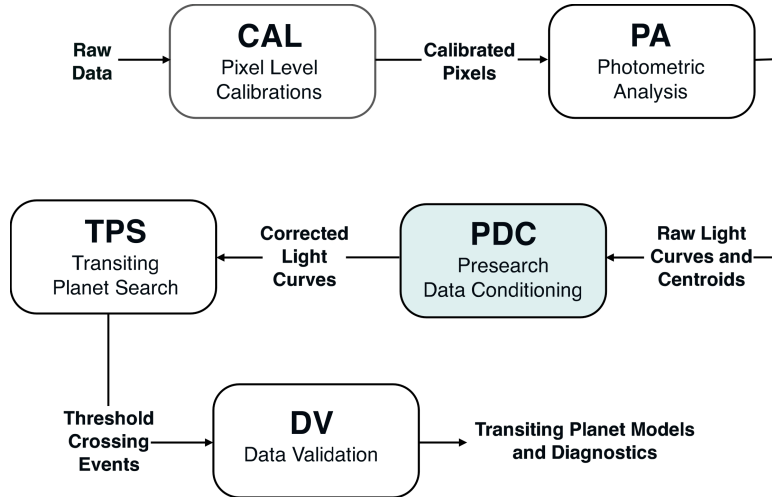 Raw
Data
CAL
Pixel Level
Calibrations
Calibrated
Pixels
PA
Photometric
Analysis
Raw Light
Curves and
Centroids
PDC
Presearch
Data Conditioning
Corrected
Light
Curves
TPS
Transiting
Planet Search
Threshold
Crossing
Events
DV
Data Validation
Transiting Planet Models
and Diagnostics